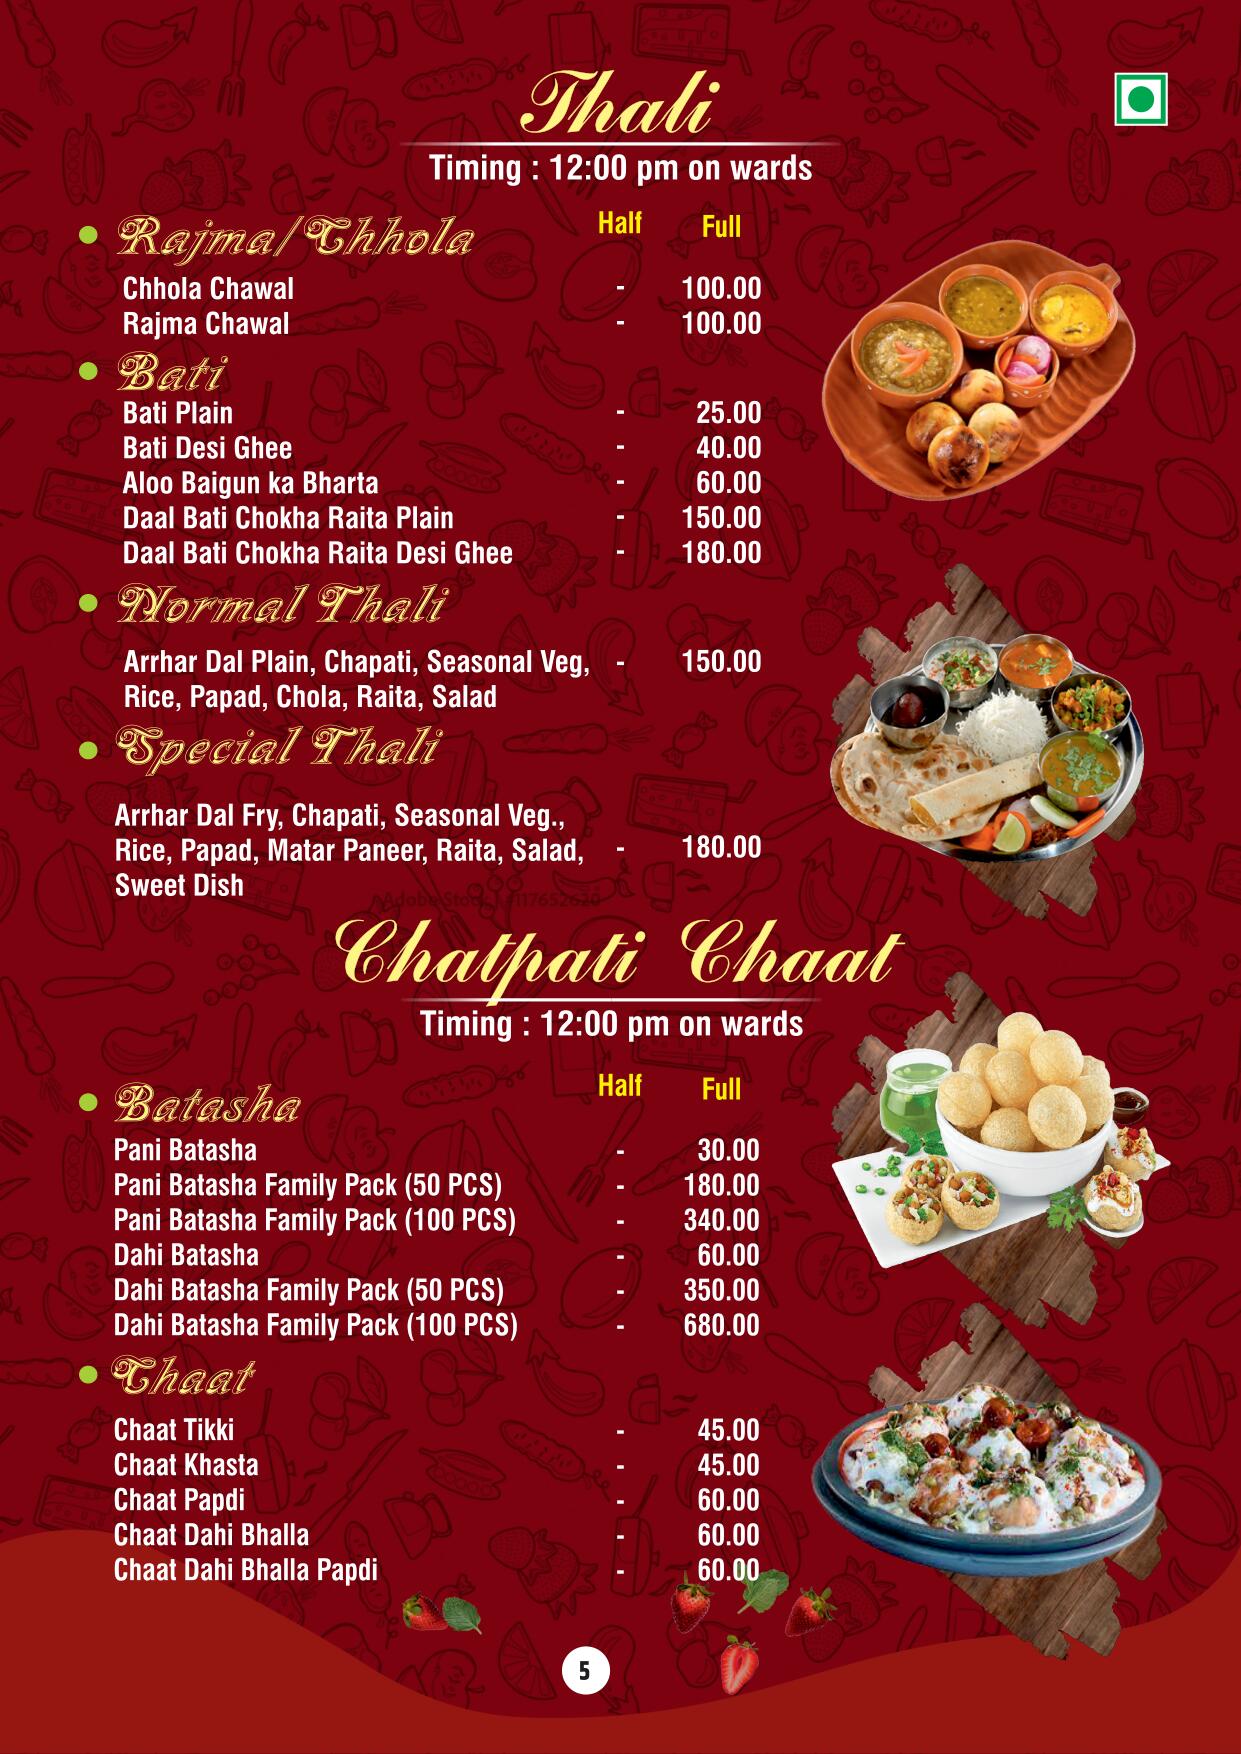 Thali
Timing : 12:00 pm on wards
Rajma/Chhola Half Full
Chhola Chawal - 100.00
Rajma Chawal - 100.00
Bati
Bati Plain - 25.00
Bati Desi Ghee - 40.00
Aloo Baigun ka Bharta - 60.00
Daal Bati Chokha Raita Plain - 150.00
Daal Bati Chokha Raita Desi Ghee - 180.00
Normal Thali
Arrhar Dal Plain, Chapati, Seasonal Veg, - 150.00
Rice, Papad, Chola, Raita, Salad
Special Thali
Arrhar Dal Fry, Chapati, Seasonal Veg.,
Rice, Papad, Matar Paneer, Raita, Salad, - 180.00
Sweet Dish
Chatpati Chaat
Timing : 12:00 pm on wards
Batasha Half Full
Pani Batasha - 30.00
Pani Batasha Family Pack (50 PCS) - 180.00
Pani Batasha Family Pack (100 PCS) - 340.00
Dahi Batasha - 60.00
Dahi Batasha Family Pack (50 PCS) - 350.00
Dahi Batasha Family Pack (100 PCS) - 680.00
Chaat
Chaat Tikki - 45.00
Chaat Khasta - 45.00
Chaat Papdi - 60.00
Chaat Dahi Bhalla - 60.00
Chaat Dahi Bhalla Papdi - 60.00
5